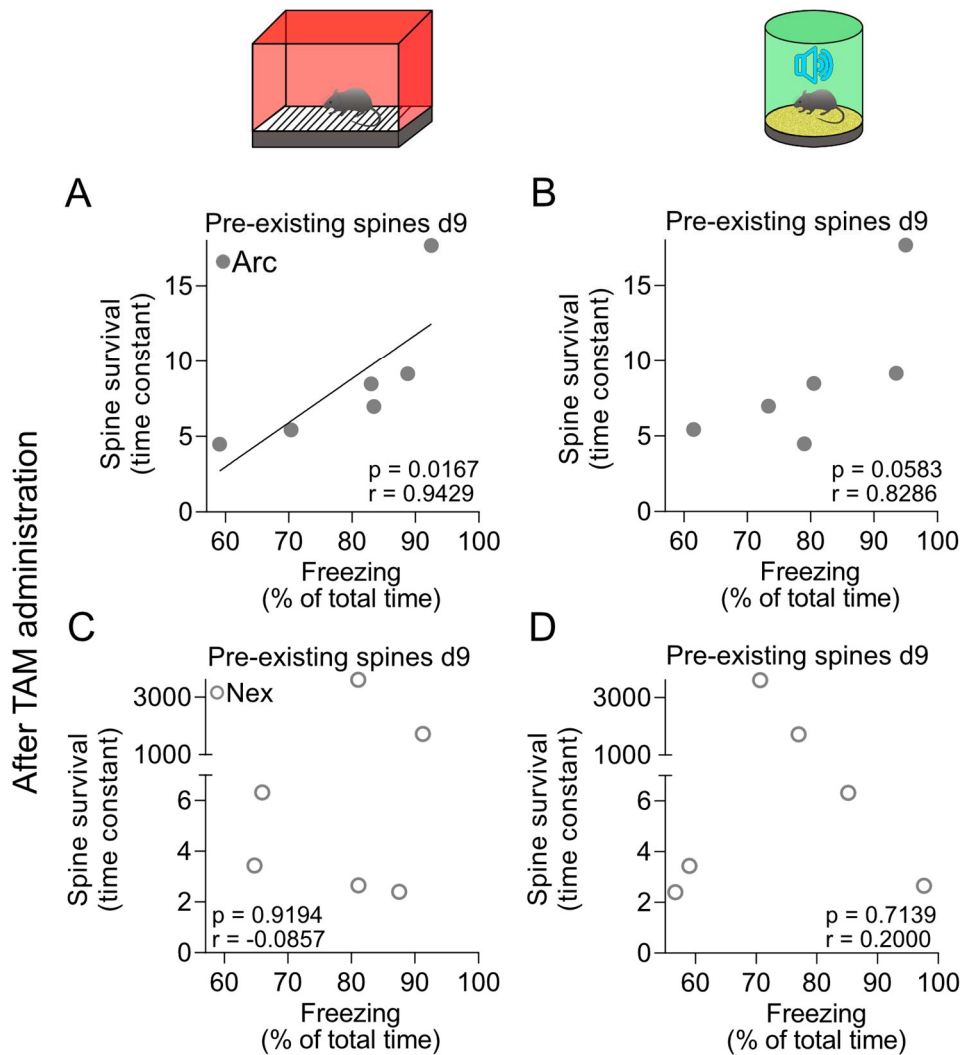 A
Pre-existing spines d9
Arc
Spine survival
(time constant)
15
10
5
0
p = 0.0167
r = 0.9429
60 70 80 90 100
Freezing
(% of total time)
B
Pre-existing spines d9
Spine survival
(time constant)
15
10
5
0
p = 0.0583
r = 0.8286
60 70 80 90 100
Freezing
(% of total time)
After TAM administration
C
Pre-existing spines d9
Nex
Spine survival
(time constant)
3000
1000
6
4
2
0
p = 0.9194
r = -0.0857
60 70 80 90 100
Freezing
(% of total time)
D
Pre-existing spines d9
Spine survival
(time constant)
3000
1000
6
4
2
0
p = 0.7139
r = 0.2000
60 70 80 90 100
Freezing
(% of total time)